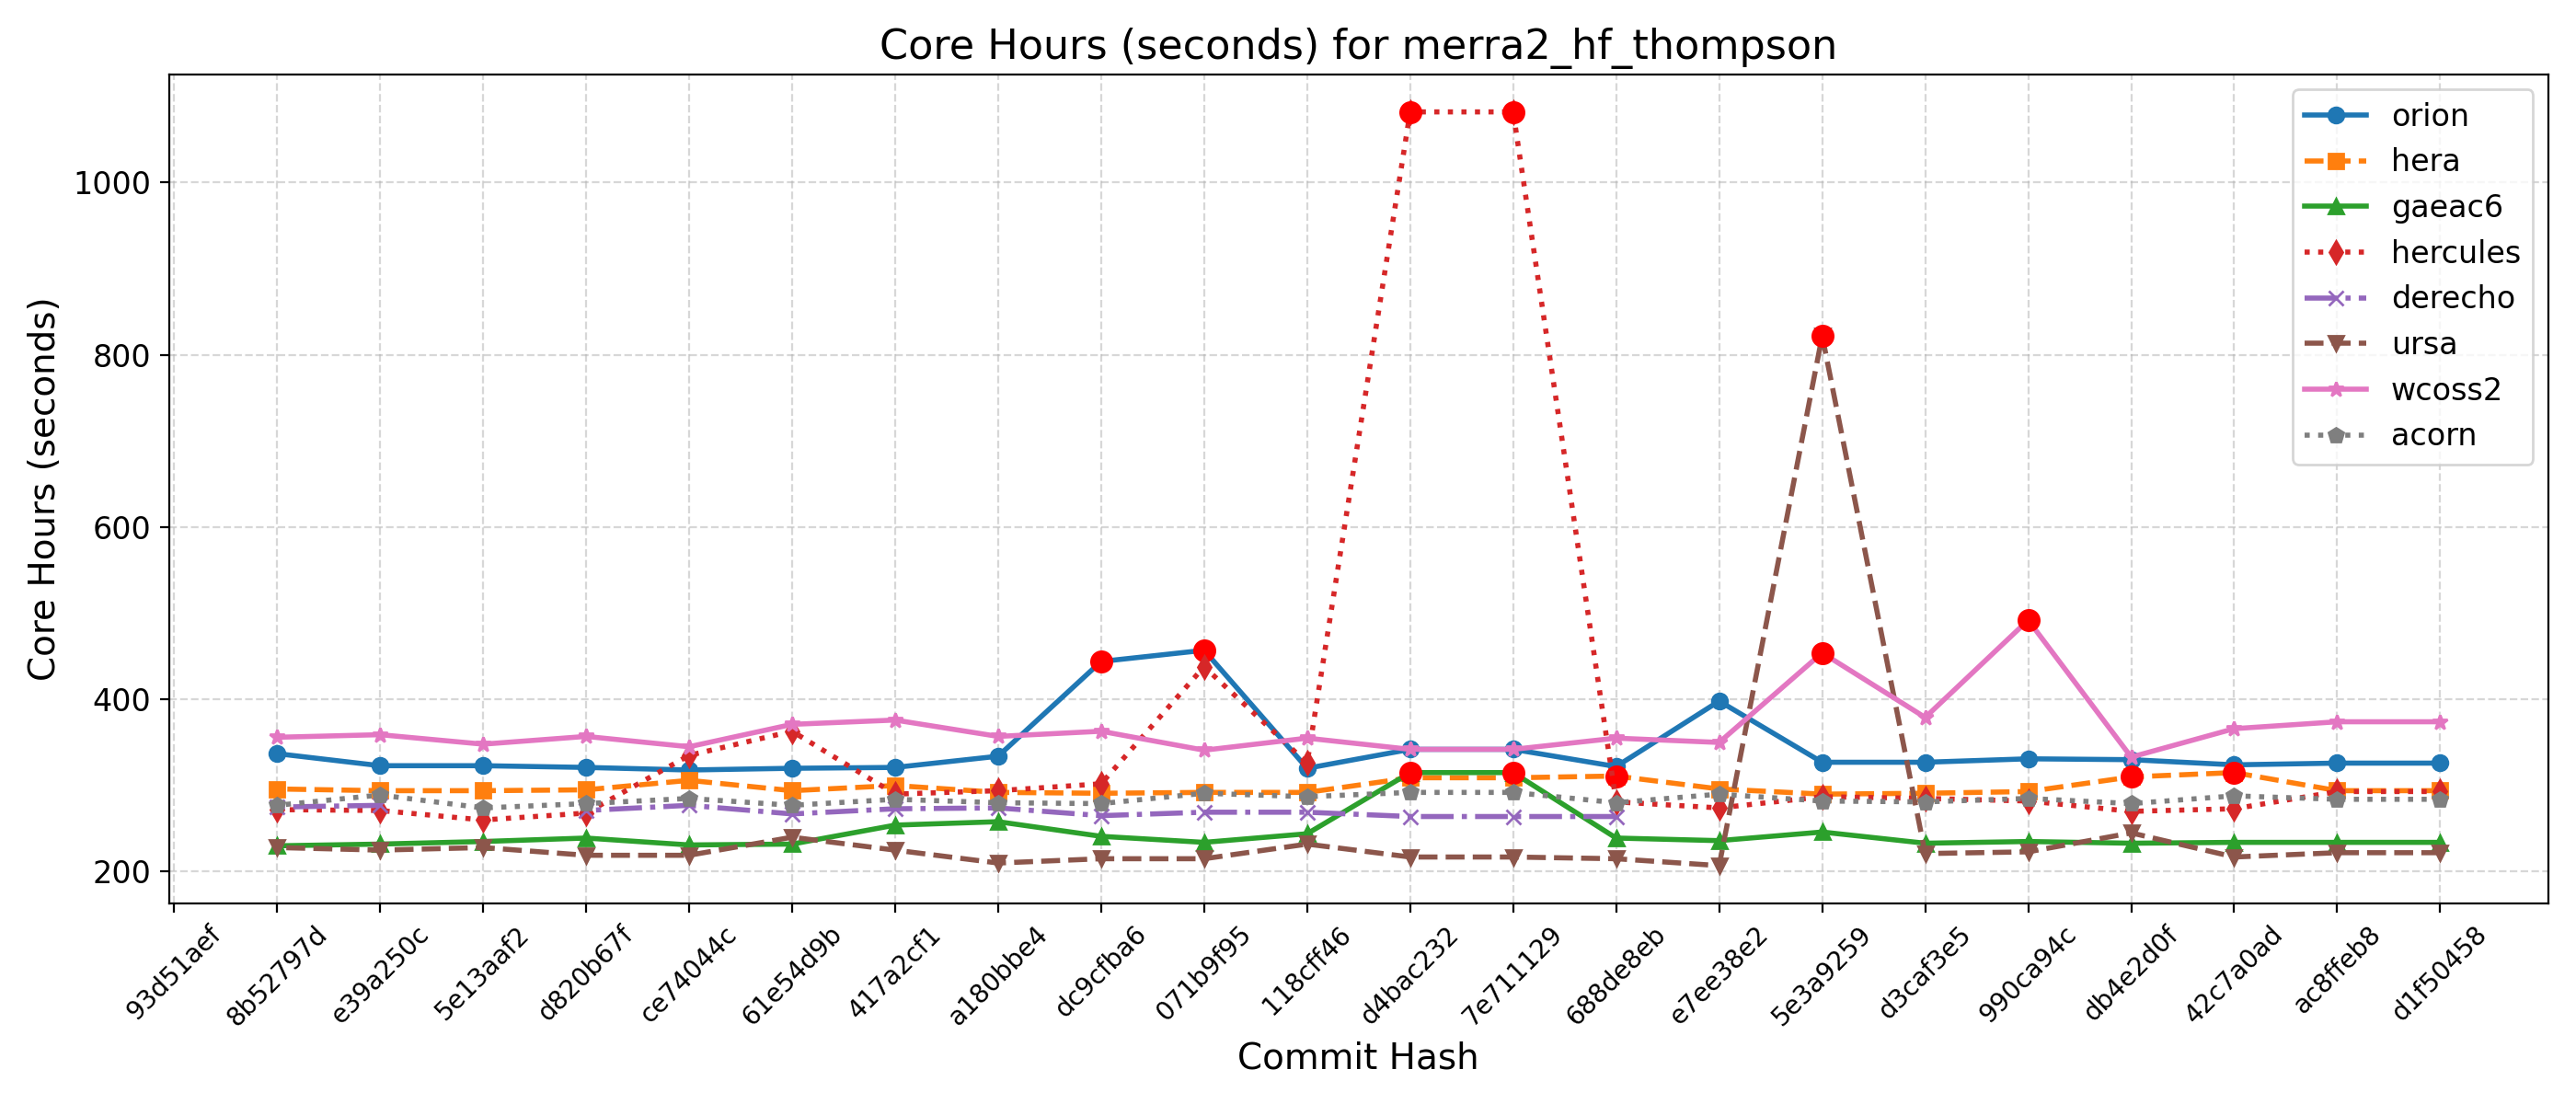 Core Hours (seconds) for merra2_hf_thompson
Core Hours (seconds)
1000
800
600
400
200
orion
hera
gaeac6
hercules
derecho
ursa
wcoss2
acorn
93d51aef
8b52797d
e39a250c
5e13aaf2
d820b67f
ce74044c
61e54d9b
417a2cf1
a180bbe4
dc9cfba6
071b9f95
118cff46
d4bac232
7e711129
688de8eb
e7ee38e2
5e3a9259
d3caf3e5
990ca94c
db4e2d0f
42c7a0ad
ac8ffeb8
d1f50458
Commit Hash